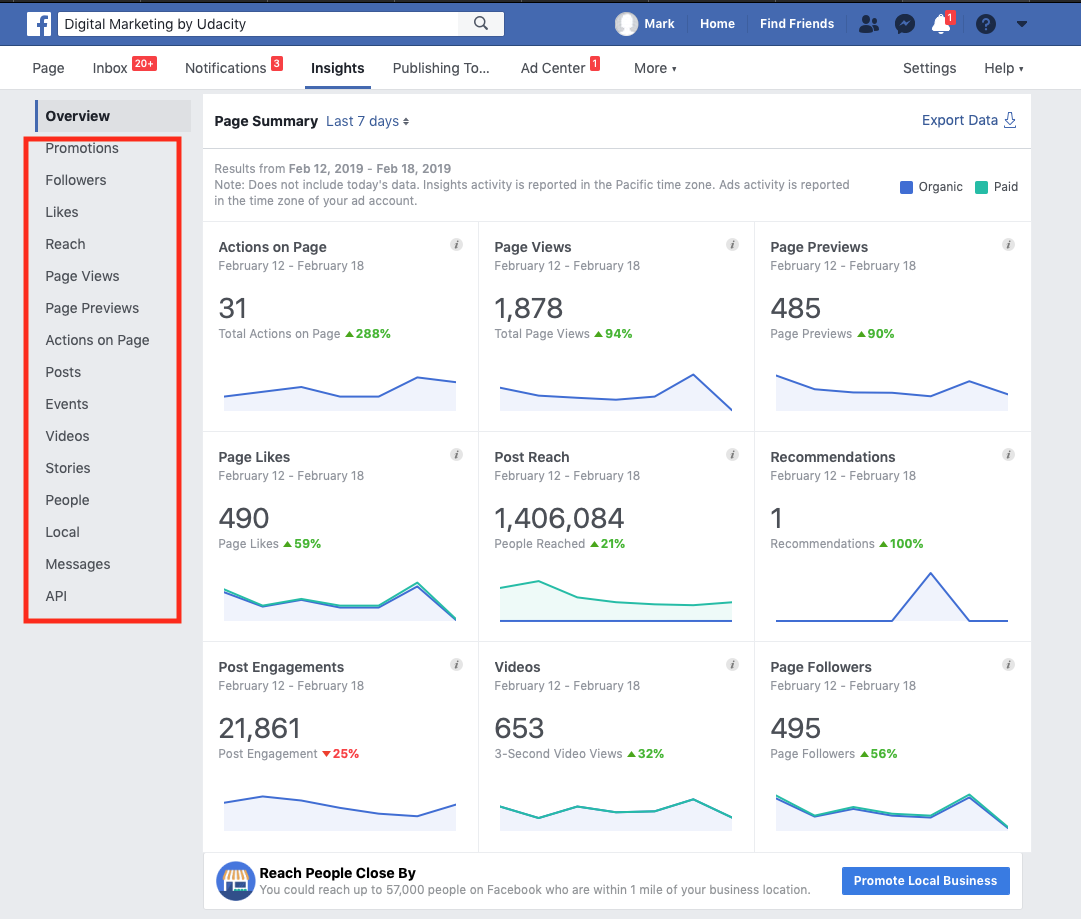 Digital Marketing by Udacity
Mark
Home
Find Friends
1
Page
Inbox 20+
Notifications 3
Insights
Publishing To...
Ad Center 1
More
Settings
Help
Overview
Promotions
Followers
Likes
Reach
Page Views
Page Previews
Actions on Page
Posts
Events
Videos
Stories
People
Local
Messages
API
Page Summary Last 7 days
Export Data
Results from Feb 12, 2019 - Feb 18, 2019
Note: Does not include today's data. Insights activity is reported in the Pacific time zone. Ads activity is reported
in the time zone of your ad account.
Organic
Paid
Actions on Page
February 12 - February 18
31
Total Actions on Page 288%
Page Views
February 12 - February 18
1,878
Total Page Views 94%
Page Previews
February 12 - February 18
485
Page Previews 90%
Page Likes
February 12 - February 18
490
Page Likes 59%
Post Reach
February 12 - February 18
1,406,084
People Reached 21%
Recommendations
February 12 - February 18
1
Recommendations 100%
Post Engagements
February 12 - February 18
21,861
Post Engagement 25%
Videos
February 12 - February 18
653
3-Second Video Views 32%
Page Followers
February 12 - February 18
495
Page Followers 56%
Reach People Close By
You could reach up to 57,000 people on Facebook who are within 1 mile of your business location.
Promote Local Business